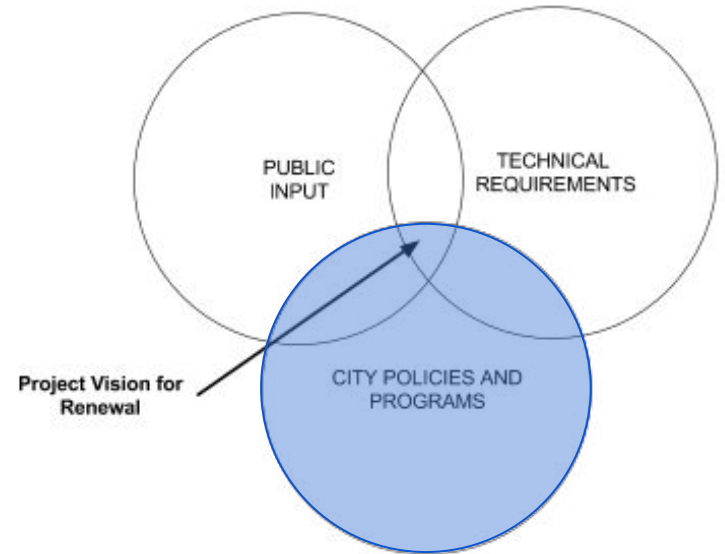 PUBLIC
INPUT
TECHNICAL
REQUIREMENTS
Project Vision for
Renewal
CITY POLICIES AND
PROGRAMS